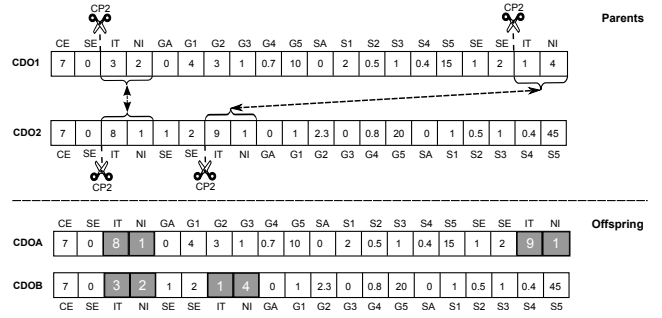 CP2 CP2 Parents
CE SE IT NI GA G1 G2 G3 G4 G5 SA S1 S2 S3 S4 S5 SE SE IT NI
CDO1 7 0 3 2 0 4 3 1 0.7 10 0 2 0.5 1 0.4 15 1 2 1 4
CDO2 7 0 8 1 1 2 9 1 0 1 2.3 0 0.8 20 0 1 0.5 1 0.4 45
CE SE IT NI SE SE IT NI GA G1 G2 G3 G4 G5 SA S1 S2 S3 S4 S5
CP2 CP2
CE SE IT NI GA G1 G2 G3 G4 G5 SA S1 S2 S3 S4 S5 SE SE IT NI Offspring
CDOA 7 0 8 1 0 4 3 1 0.7 10 0 2 0.5 1 0.4 15 1 2 9 1
CDOB 7 0 3 2 1 2 1 4 0 1 2.3 0 0.8 20 0 1 0.5 1 0.4 45
CE SE IT NI SE SE IT NI GA G1 G2 G3 G4 G5 SA S1 S2 S3 S4 S5